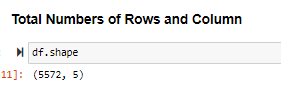 Total Numbers of Rows and Column
df.shape
11]: (5572, 5)